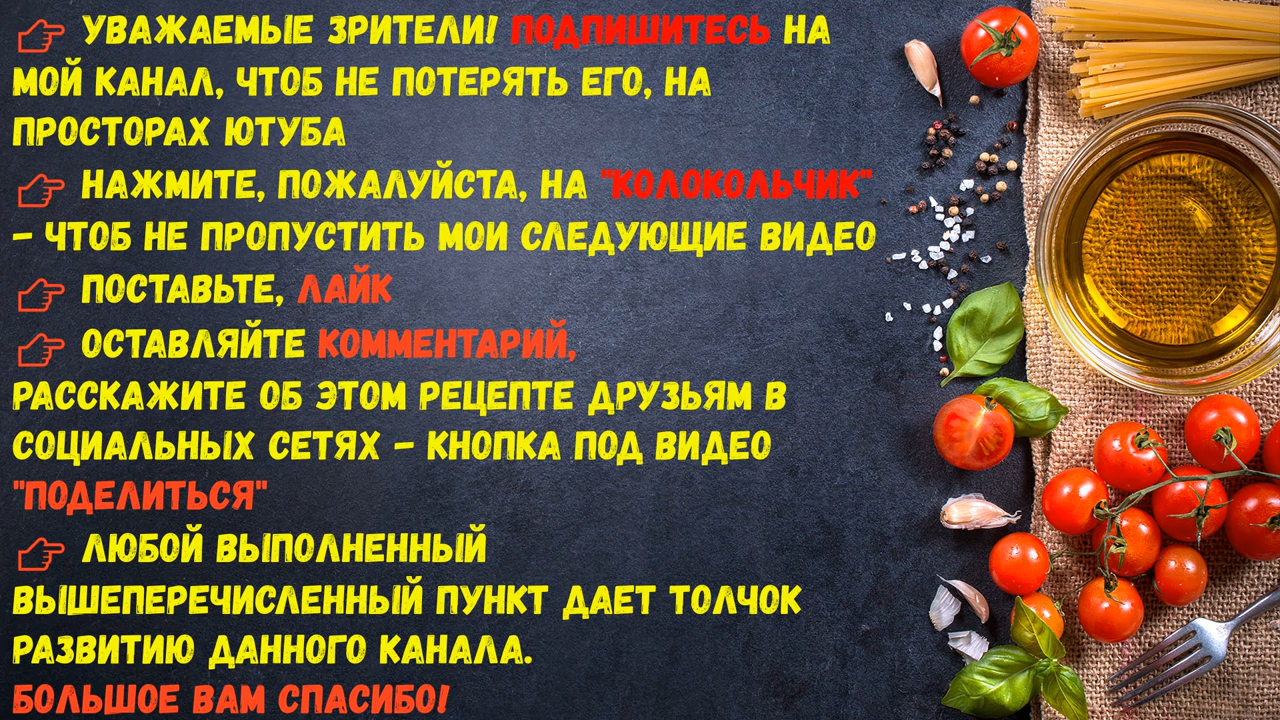 👉 УВАЖАЕМЫЕ ЗРИТЕЛИ! ПОДПИШИТЕСЬ НА
МОЙ КАНАЛ, ЧТОБ НЕ ПОТЕРЯТЬ ЕГО, НА
ПРОСТОРАХ ЮТУБА
👉 НАЖМИТЕ, ПОЖАЛУЙСТА, НА "КОЛОКОЛЬЧИК"
- ЧТОБ НЕ ПРОПУСТИТЬ МОИ СЛЕДУЮЩИЕ ВИДЕО
👉 ПОСТАВЬТЕ, ЛАЙК
👉 ОСТАВЛЯЙТЕ КОММЕНТАРИЙ,
РАССКАЖИТЕ ОБ ЭТОМ РЕЦЕПТЕ ДРУЗЬЯМ В
СОЦИАЛЬНЫХ СЕТЯХ - КНОПКА ПОД ВИДЕО
"ПОДЕЛИТЬСЯ"
👉 ЛЮБОЙ ВЫПОЛНЕННЫЙ
ВЫШЕПЕРЕЧИСЛЕННЫЙ ПУНКТ ДАЕТ ТОЛЧОК
РАЗВИТИЮ ДАННОГО КАНАЛА.
БОЛЬШОЕ ВАМ СПАСИБО!